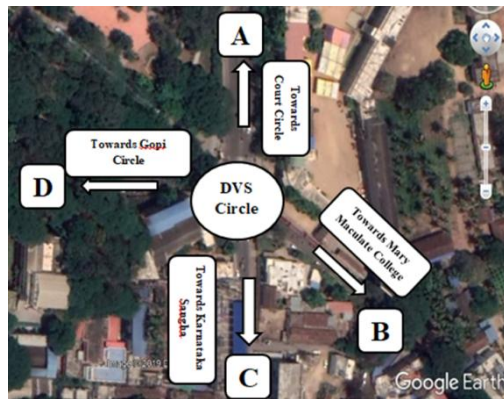 A
Towards
Court Circle
Towards Gopi
Circle
D
DVS
Circle
Towards Mary
Maculate College
Towards Karnataka
Sangha
B
C
Google Earth